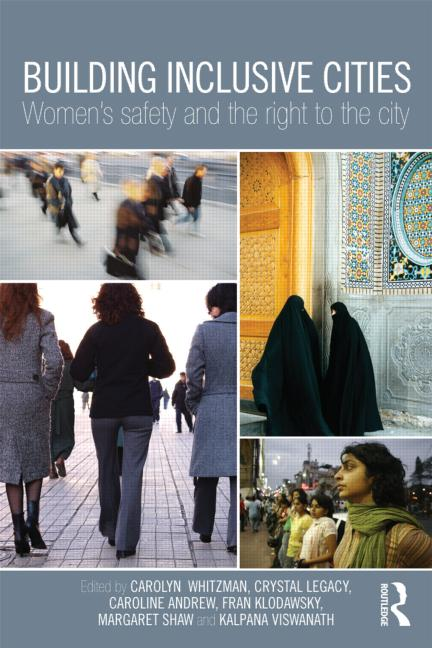 BUILDING INCLUSIVE CITIES
Women's safety and the right to the city
Edited by CAROLYN WHITZMAN, CRYSTAL LEGACY,
CAROLINE ANDREW, FRAN KLODAWSKY,
MARGARET SHAW and KALPANA VISWANATH
ROUTLEDGE